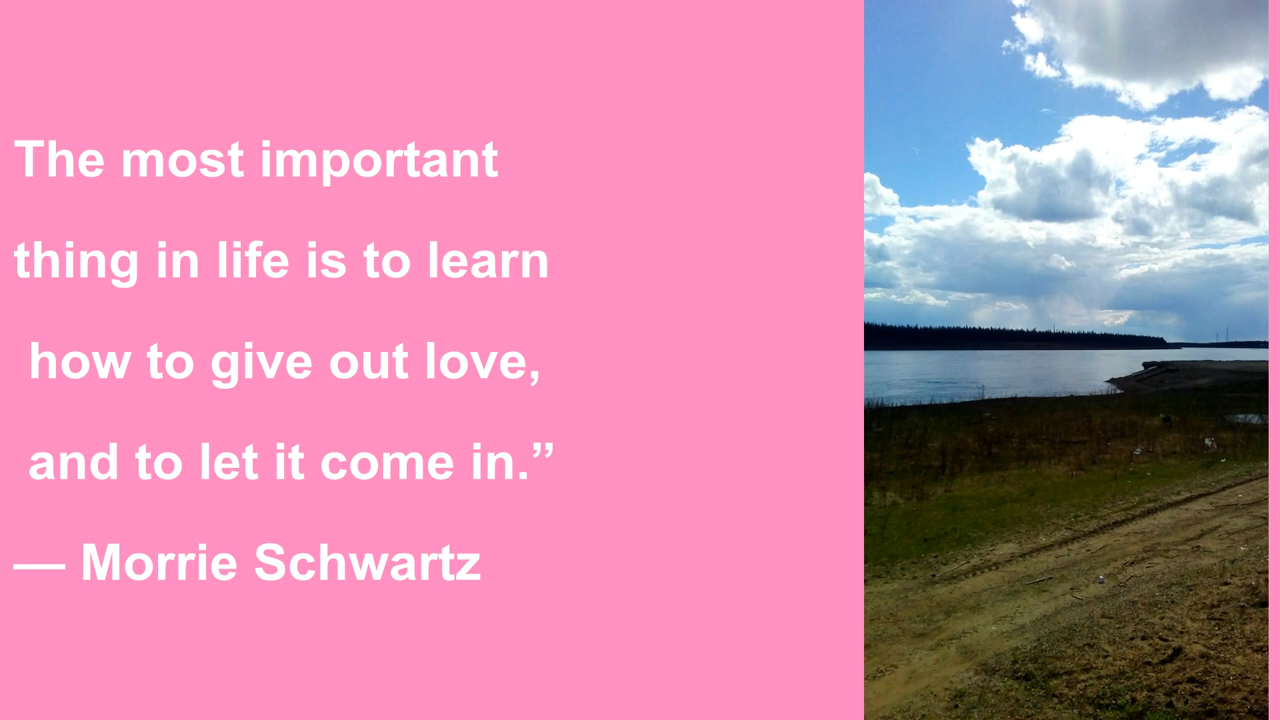 The most important
thing in life is to learn
how to give out love,
and to let it come in.”
— Morrie Schwartz